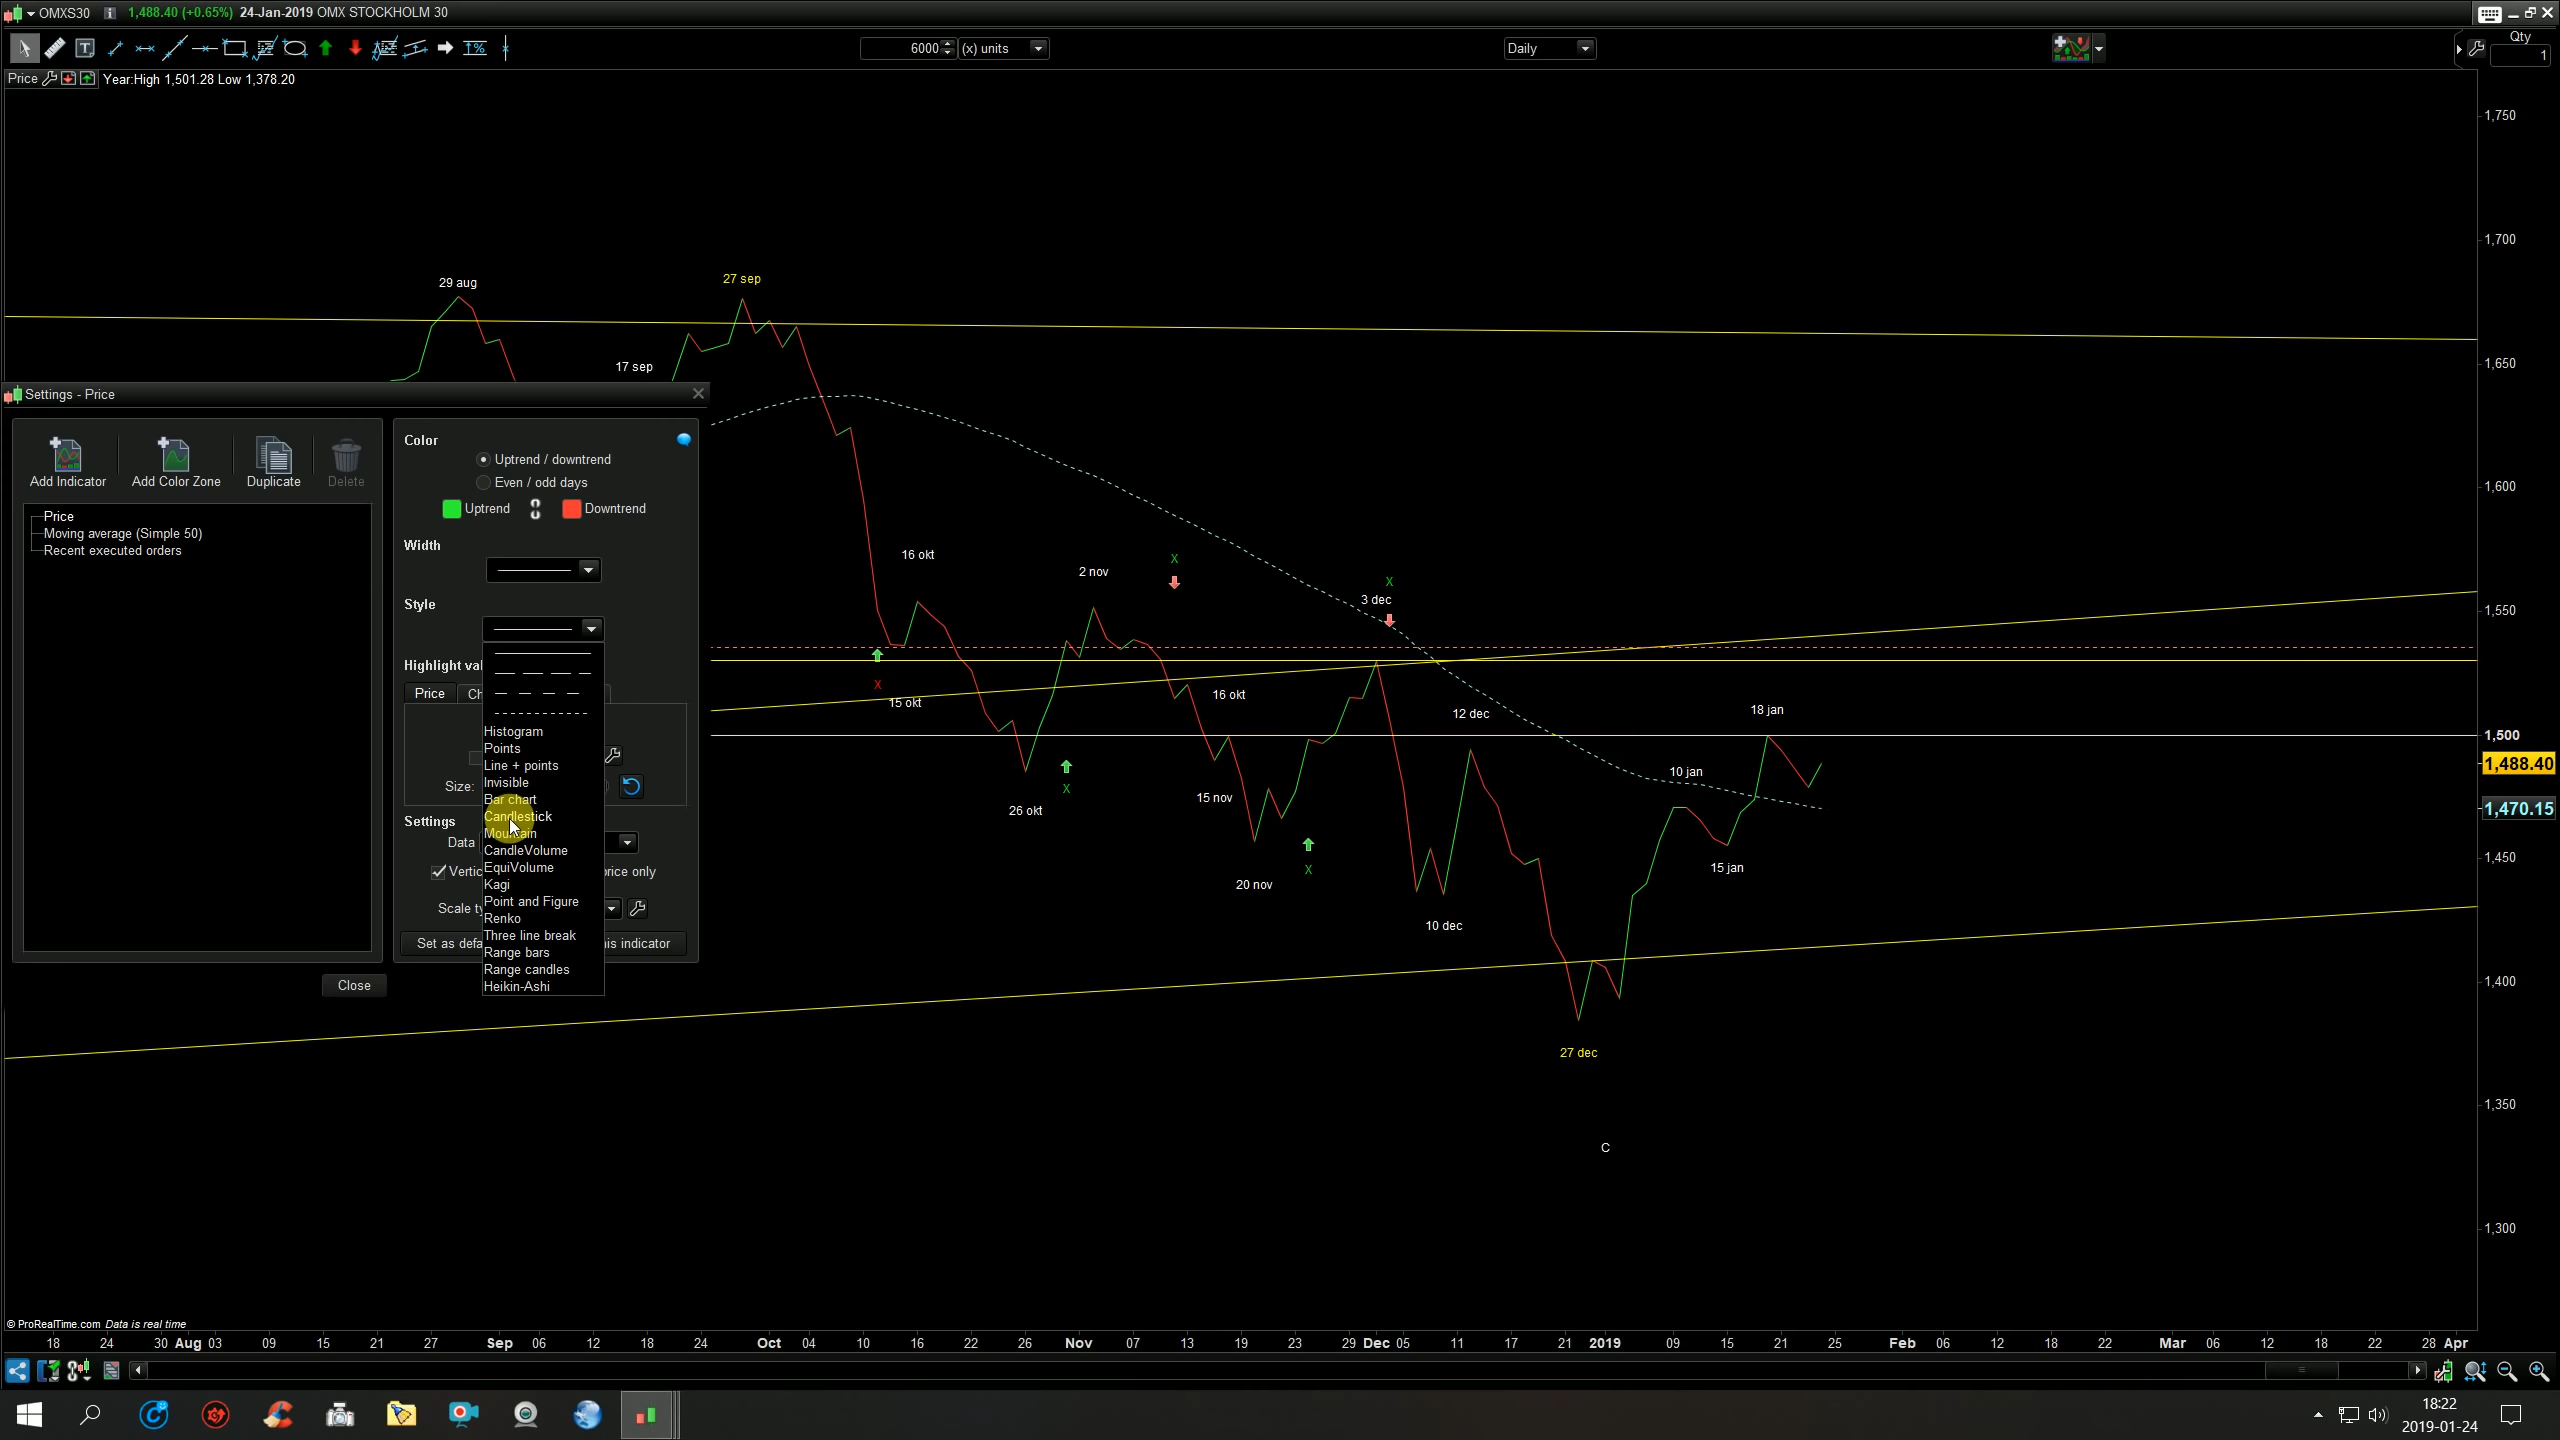 OMXS30 1,488.40 (+0.65%) 24-Jan-2019 OMX STOCKHOLM 30
6000 (x) units
Daily
Qty
1
Price Year:High 1,501.28 Low 1,378.20
1,750
1,700
1,650
1,600
1,550
1,500
1,488.40
1,470.15
1,450
1,400
1,350
1,300
29 aug
27 sep
17 sep
16 okt
2 nov
X
X
3 dec
X
15 okt
16 okt
12 dec
18 jan
10 jan
X
26 okt
15 nov
X
15 jan
20 nov
10 dec
27 dec
C
Settings - Price
Add Indicator
Add Color Zone
Duplicate
Delete
Price
Moving average (Simple 50)
Recent executed orders
Close
Color
Uptrend / downtrend
Even / odd days
Uptrend
Downtrend
Width
Style
Highlight val
Price
Ch
Size:
Settings
Data
Vertic
price only
Scale ty
Set as defa
his indicator
Histogram
Points
Line + points
Invisible
Bar chart
Candlestick
Mountain
CandleVolume
EquiVolume
Kagi
Point and Figure
Renko
Three line break
Range bars
Range candles
Heikin-Ashi
© ProRealTime.com Data is real time
18 24 30 Aug 03 09 15 21 27 Sep 06 12 18 24 Oct 04 10 16 22 26 Nov 07 13 19 23 29 Dec 05 11 17 21 2019 09 15 21 25 Feb 06 12 18 22 Mar 06 12 18 22 28 Apr
18:22
2019-01-24